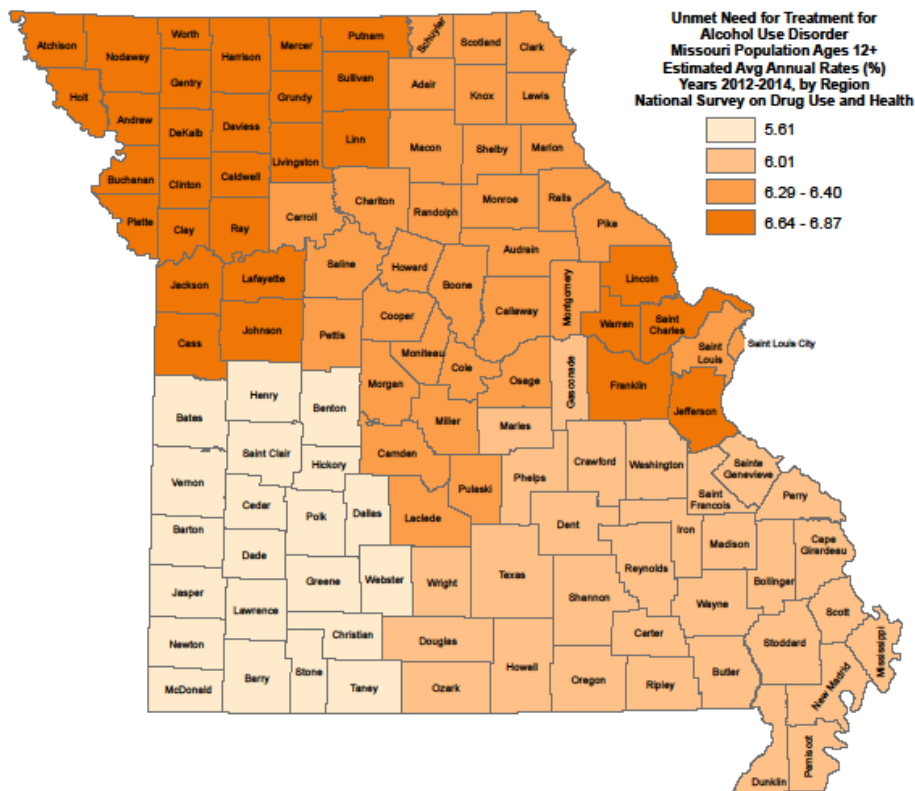 Unmet Need for Treatment for
Alcohol Use Disorder
Missouri Population Ages 12+
Estimated Avg Annual Rates (%)
Years 2012-2014, by Region
National Survey on Drug Use and Health
5.61
6.01
6.29 - 6.40
6.64 - 6.87
Atchison
Nodaway
Worth
Harrison
Mercer
Putnam
Schuyler
Scotland
Clark
Gentry
Sullivan
Adair
Knox
Lewis
Holt
Andrew
DeKalb
Daviess
Grundy
Linn
Macon
Shelby
Marion
Buchanan
Clinton
Caldwell
Livingston
Chariton
Randolph
Monroe
Ralls
Pike
Platte
Clay
Ray
Carroll
Saline
Howard
Boone
Audrain
Callaway
Montgomery
Lincoln
Jackson
Lafayette
Cooper
Warren
Saint
Charles
Saint
Louis
Saint Louis City
Cass
Johnson
Pettis
Moniteau
Cole
Osage
Gasconade
Franklin
Jefferson
Morgan
Miller
Maries
Bates
Henry
Benton
Camden
Pulaski
Phelps
Crawford
Washington
Sainte
Genevieve
Saint
Francois
Perry
Vernon
Saint Clair
Hickory
Cedar
Polk
Dallas
Laclede
Dent
Iron
Madison
Cape
Girardeau
Barton
Dade
Greene
Webster
Wright
Texas
Reynolds
Bollinger
Jasper
Lawrence
Shannon
Wayne
Scott
Newton
Christian
Douglas
Carter
Stoddard
Mississippi
McDonald
Barry
Stone
Taney
Ozark
Howell
Oregon
Ripley
Butler
New Madrid
Pemiscot
Dunklin